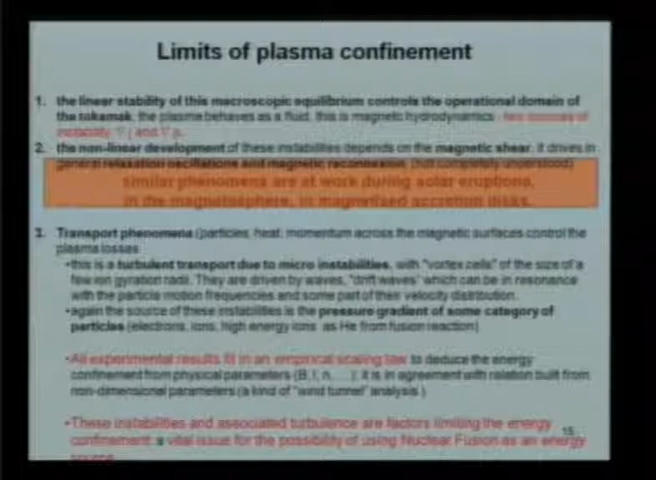 Limits of plasma confinement
1. the linear stability of this macroscopic equilibrium controls the operational domain of
the tokamak, the plasma behaves as a fluid, this is magnetic hydrodynamics - two sources of
instability, ∇ j and ∇ p.
2. the non-linear development of these instabilities depends on the magnetic shear, it drives in
general relaxation oscillations and magnetic reconnexion (not completely understood)
similar phenomena are at work during solar eruptions,
in the magnetosphere, in magnetised accretion disks.
3. Transport phenomena (particles, heat, momentum across the magnetic surfaces control the
plasma losses
•this is a turbulent transport due to micro instabilities, with "vortex cells" of the size of a
few ion gyration radii. They are driven by waves, "drift waves" which can be in resonance
with the particle motion frequencies and some part of their velocity distribution.
•again the source of these instabilities is the pressure gradient of some category of
particles (electrons, ions, high energy ions as He from fusion reaction)
•All experimental results fit in an empirical scaling law to deduce the energy
confinement from physical parameters (B, I, n, ... ); it is in agreement with relation built from
non-dimensional parameters (a kind of "wind tunnel" analysis )
•These instabilities and associated turbulence are factors limiting the energy
confinement: a vital issue for the possibility of using Nuclear Fusion as an energy
source
15